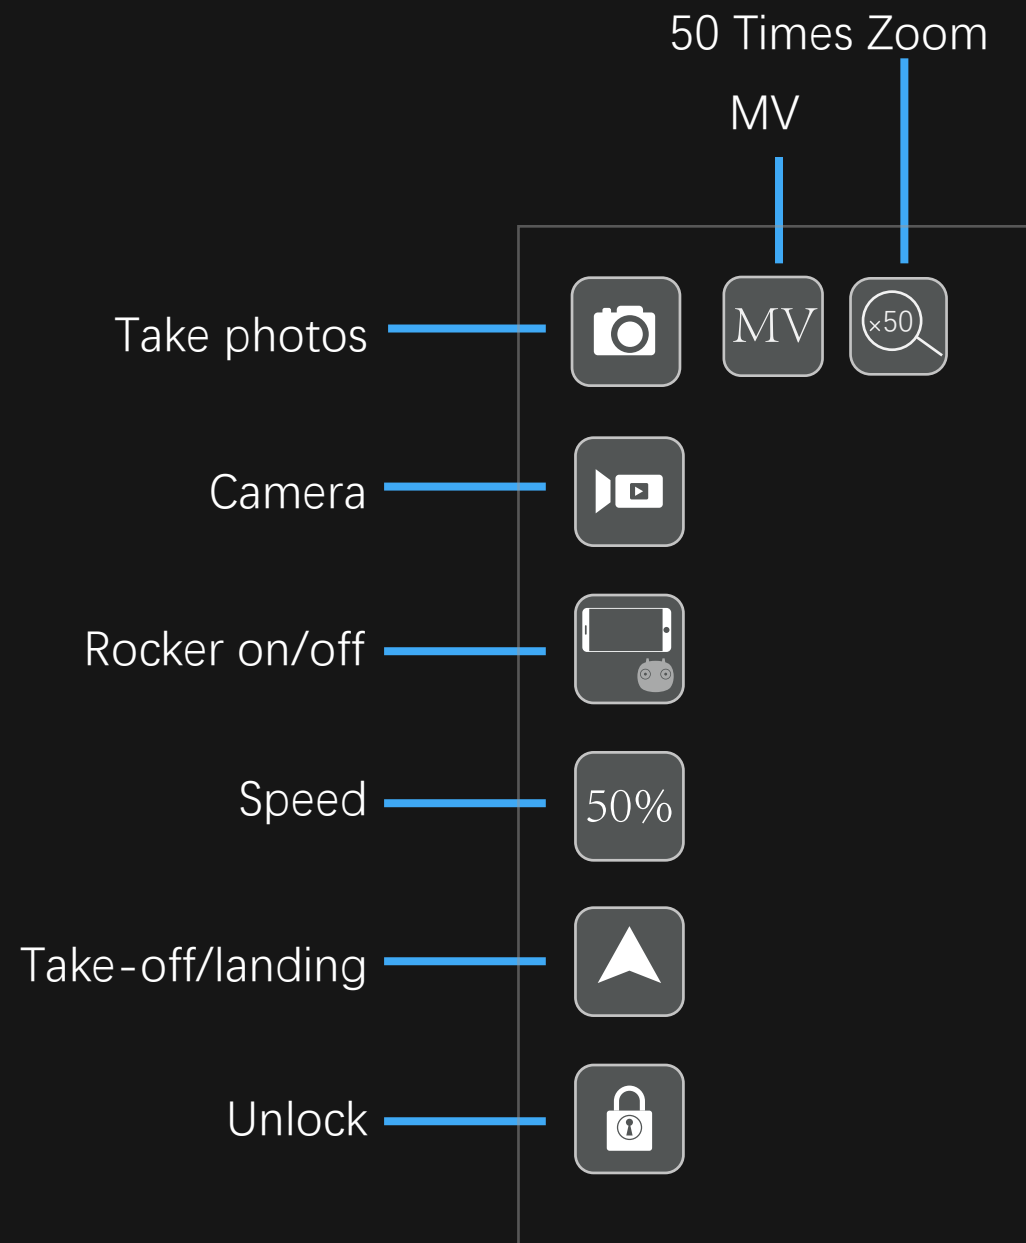 50 Times Zoom
MV
Take photos
MV
×50
Camera
Rocker on/off
Speed
50%
Take-off/landing
Unlock